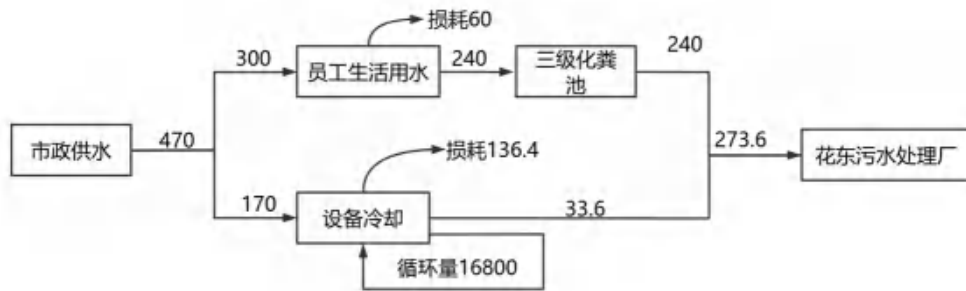 损耗60
300
员工生活用水
240
三级化粪
池
240
市政供水
470
273.6
花东污水处理厂
损耗136.4
170
设备冷却
33.6
循环量16800